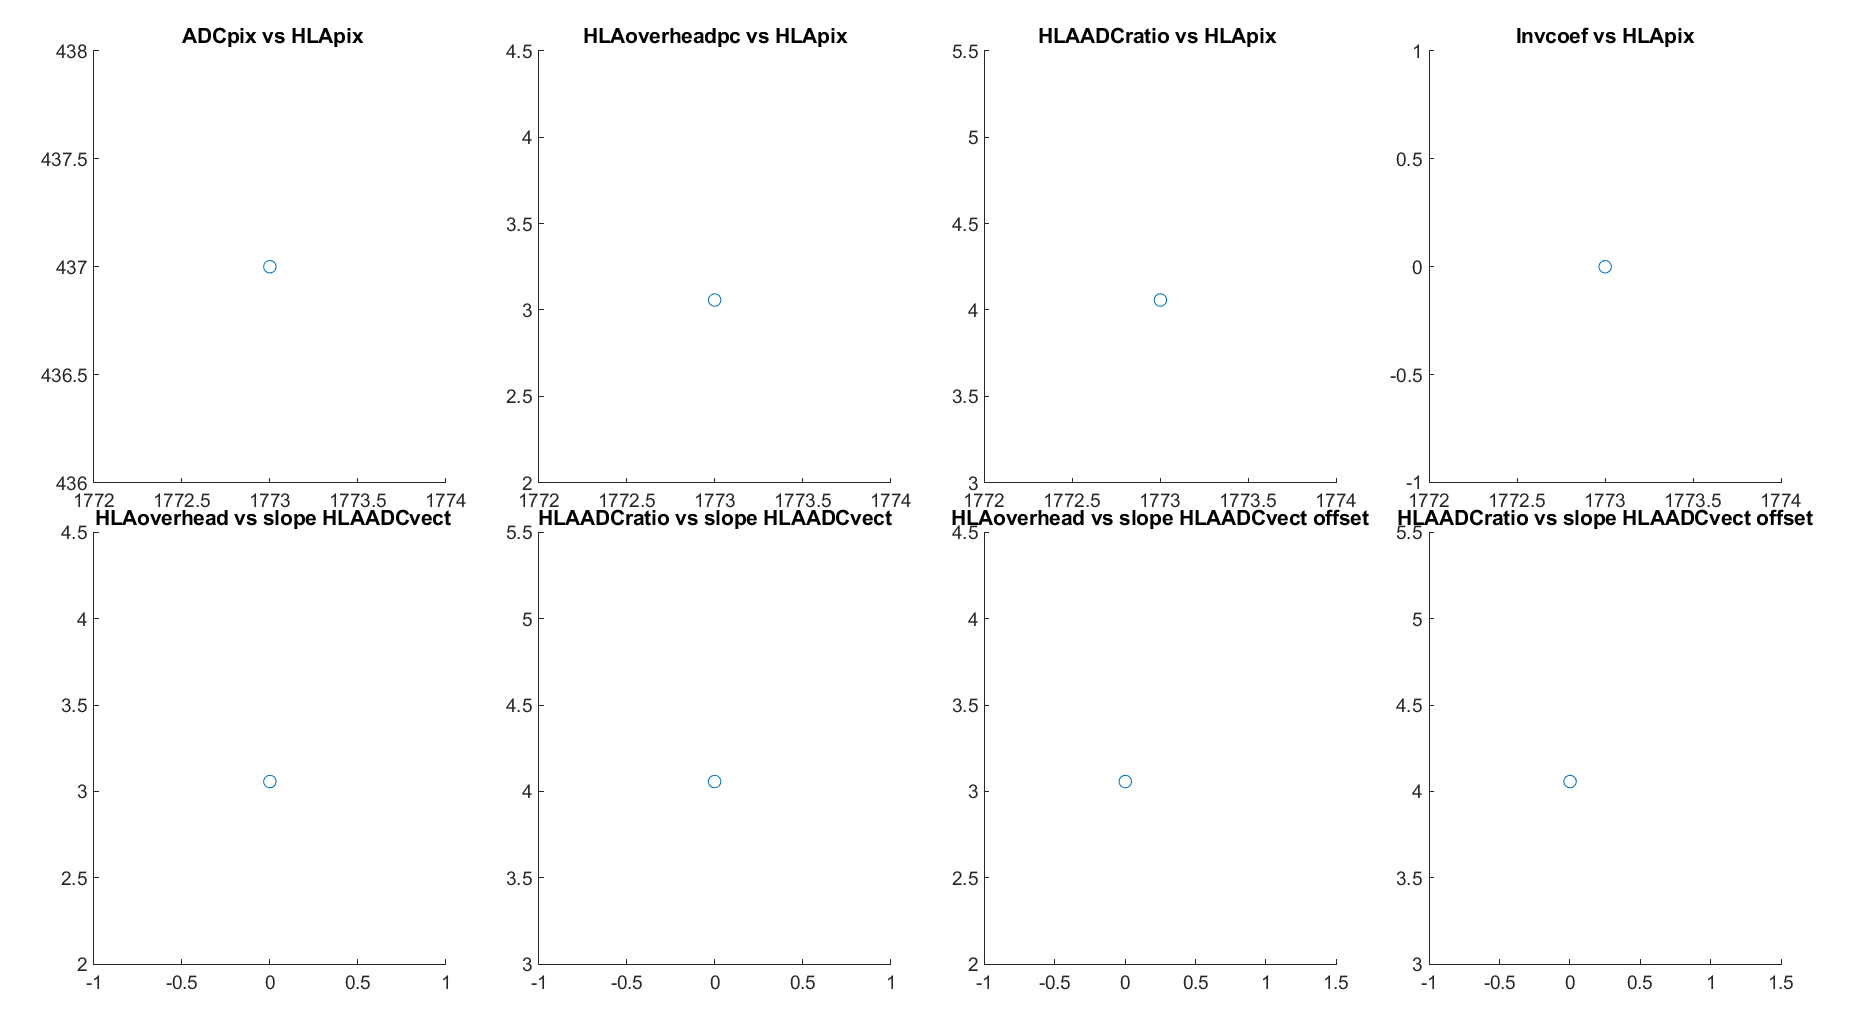 ADCpix vs HLApix
438
437.5
437
436.5
436
1772 1772.5 1773 1773.5 1774
HLAoverheadpc vs HLApix
4.5
4
3.5
3
2.5
2
1772 1772.5 1773 1773.5 1774
HLAADCratio vs HLApix
5.5
5
4.5
4
3.5
3
1772 1772.5 1773 1773.5 1774
Invcoef vs HLApix
1
0.5
0
-0.5
-1
1772 1772.5 1773 1773.5 1774
HLAoverhead vs slope HLAADCvect
4.5
4
3.5
3
2.5
2
-1 -0.5 0 0.5 1
HLAADCratio vs slope HLAADCvect
5.5
5
4.5
4
3.5
3
-1 -0.5 0 0.5 1
HLAoverhead vs slope HLAADCvect offset
4.5
4
3.5
3
2.5
2
-1 -0.5 0 0.5 1 1.5
HLAADCratio vs slope HLAADCvect offset
5.5
5
4.5
4
3.5
3
-1 -0.5 0 0.5 1 1.5